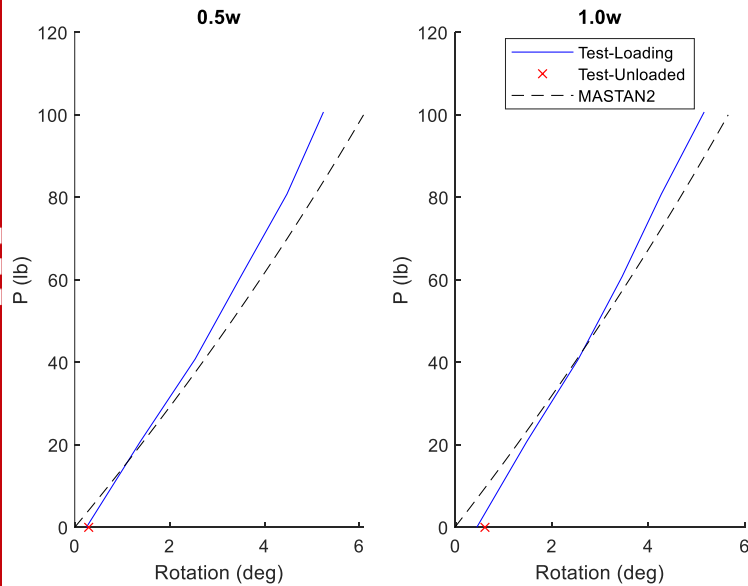 0.5w
120
100
80
60
40
20
0
P (lb)
0 2 4 6
Rotation (deg)
1.0w
Test-Loading
Test-Unloaded
MASTAN2
120
100
80
60
40
20
0
P (lb)
0 2 4 6
Rotation (deg)